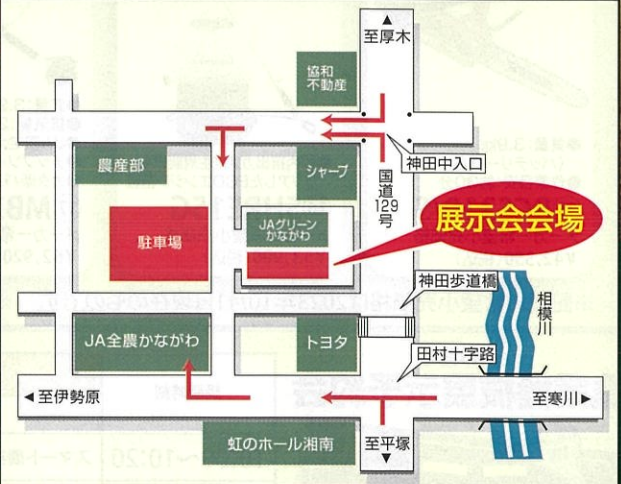 ▲
至厚木
協和
不動産
神田中入口
農産部
シャープ
国道129号
展示会会場
駐車場
JAグリーン
かながわ
神田歩道橋
相模川
JA全農かながわ
トヨタ
田村十字路
◀至伊勢原
至寒川▶
虹のホール湘南
至平塚
▼